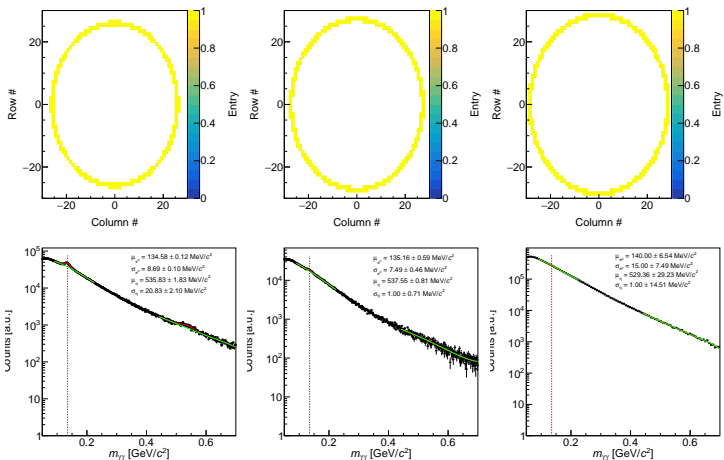 20
0
−20
Row #
−20
0
20
Column #
1
0.8
0.6
0.4
0.2
0
Entry
20
0
−20
Row #
−20
0
20
Column #
1
0.8
0.6
0.4
0.2
0
Entry
20
0
−20
Row #
−20
0
20
Column #
1
0.8
0.6
0.4
0.2
0
Entry
10⁵
10⁴
10³
10²
10
1
Counts [a.u.]
μπ⁰ = 134.58 ± 0.12 MeV/c²
σπ⁰ = 8.69 ± 0.10 MeV/c²
μη = 535.83 ± 1.83 MeV/c²
ση = 20.83 ± 2.10 MeV/c²
0.2
0.4
0.6
mγγ [GeV/c²]
10⁴
10³
10²
10
1
Counts [a.u.]
μπ⁰ = 135.16 ± 0.59 MeV/c²
σπ⁰ = 7.49 ± 0.46 MeV/c²
μη = 537.55 ± 0.81 MeV/c²
ση = 1.00 ± 0.71 MeV/c²
0.2
0.4
0.6
mγγ [GeV/c²]
10⁵
10⁴
10³
10²
10
1
Counts [a.u.]
μπ⁰ = 140.00 ± 6.54 MeV/c²
σπ⁰ = 15.00 ± 7.49 MeV/c²
μη = 529.36 ± 29.23 MeV/c²
ση = 1.00 ± 14.51 MeV/c²
0.2
0.4
0.6
mγγ [GeV/c²]